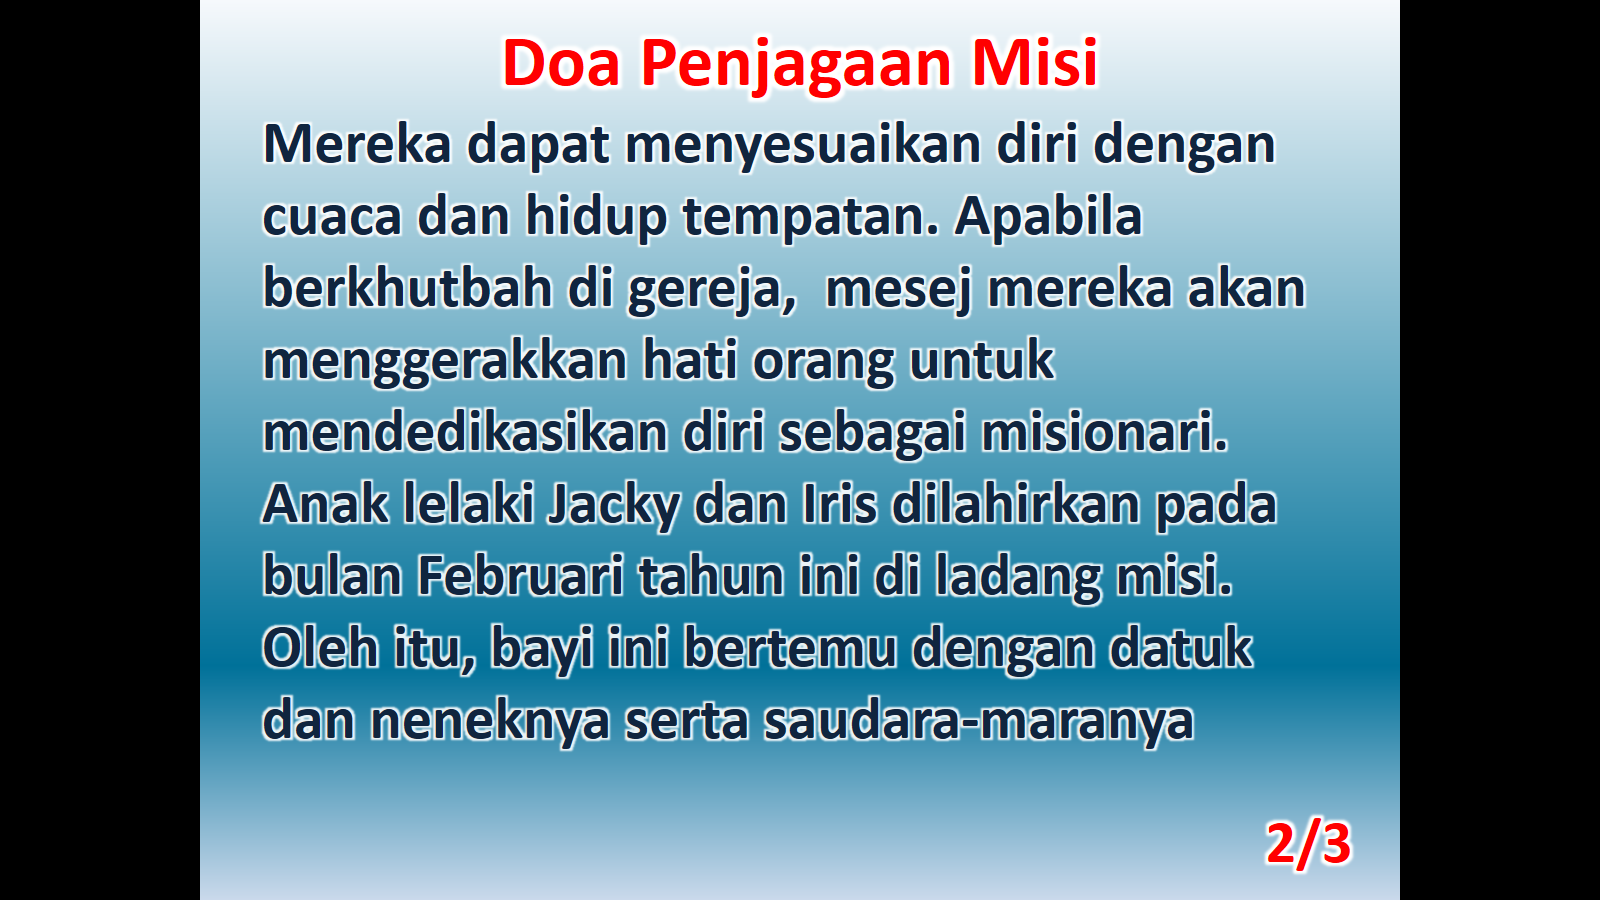 Doa Penjagaan Misi
Mereka dapat menyesuaikan diri dengan
cuaca dan hidup tempatan. Apabila
berkhutbah di gereja,  mesej mereka akan
menggerakkan hati orang untuk
mendedikasikan diri sebagai misionari.
Anak lelaki Jacky dan Iris dilahirkan pada
bulan Februari tahun ini di ladang misi.
Oleh itu, bayi ini bertemu dengan datuk
dan neneknya serta saudara-maranya
2/3